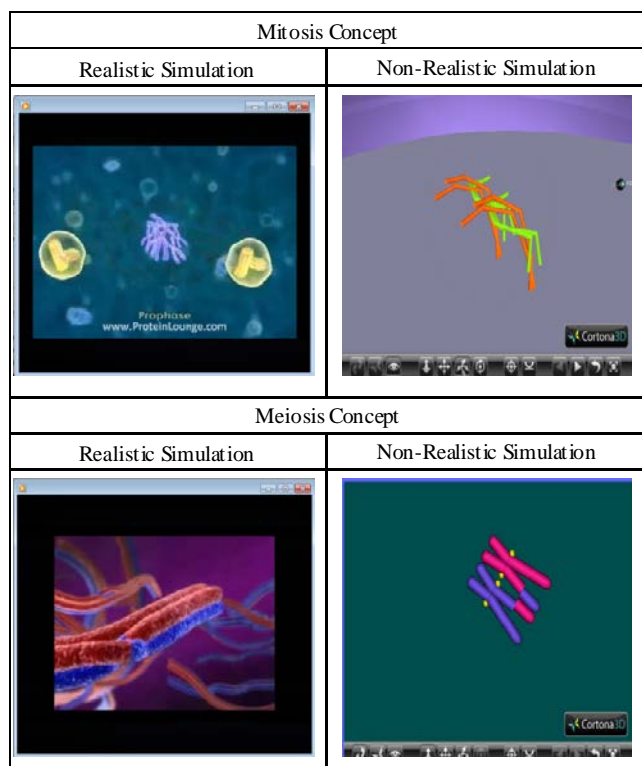 Mitosis Concept
Realistic Simulation
Non-Realistic Simulation
Prophase
www.ProteinLounge.com
Cortona3D
Meiosis Concept
Realistic Simulation
Non-Realistic Simulation
Cortona3D